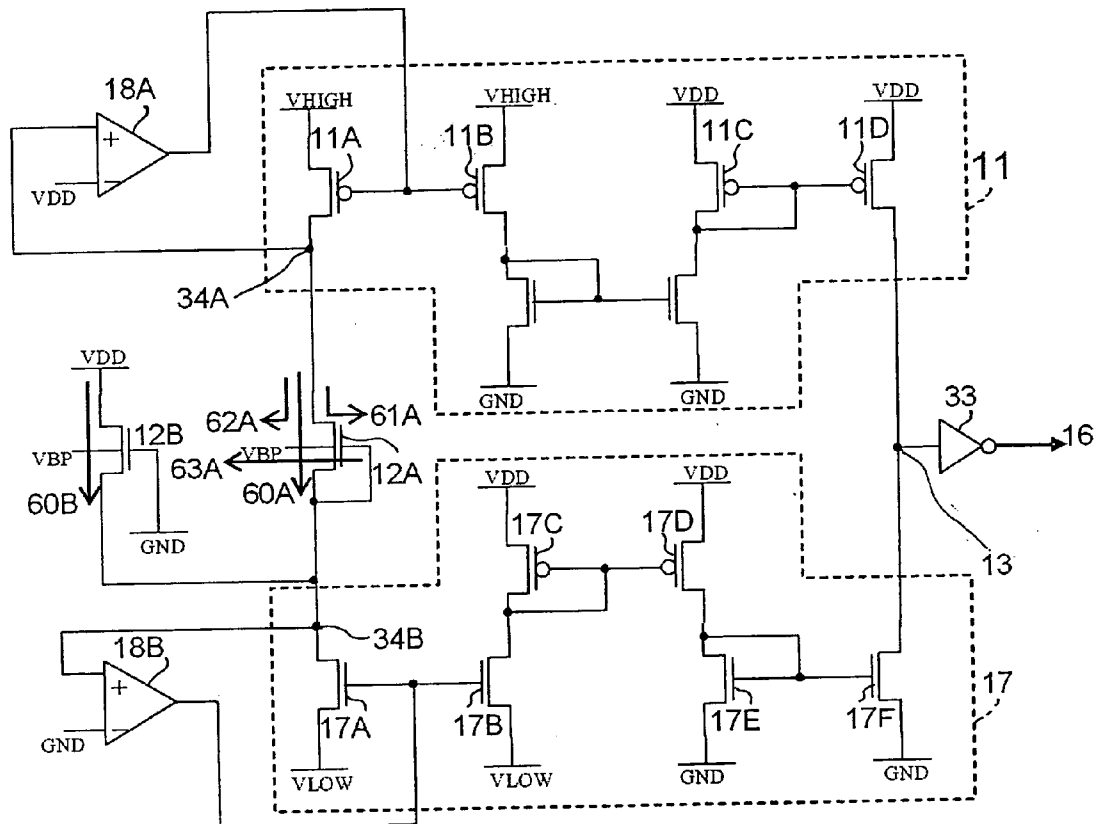 18A
+
VDD
−
VHIGH
11A
VHIGH
11B
VDD
11C
VDD
11D
11
34A
GND
GND
VDD
12B
VBP
60B
GND
62A
61A
VBP
63A
60A
12A
33
16
13
VDD
17C
VDD
17D
34B
18B
+
GND
−
17A
VLOW
17B
VLOW
17E
GND
17F
GND
17